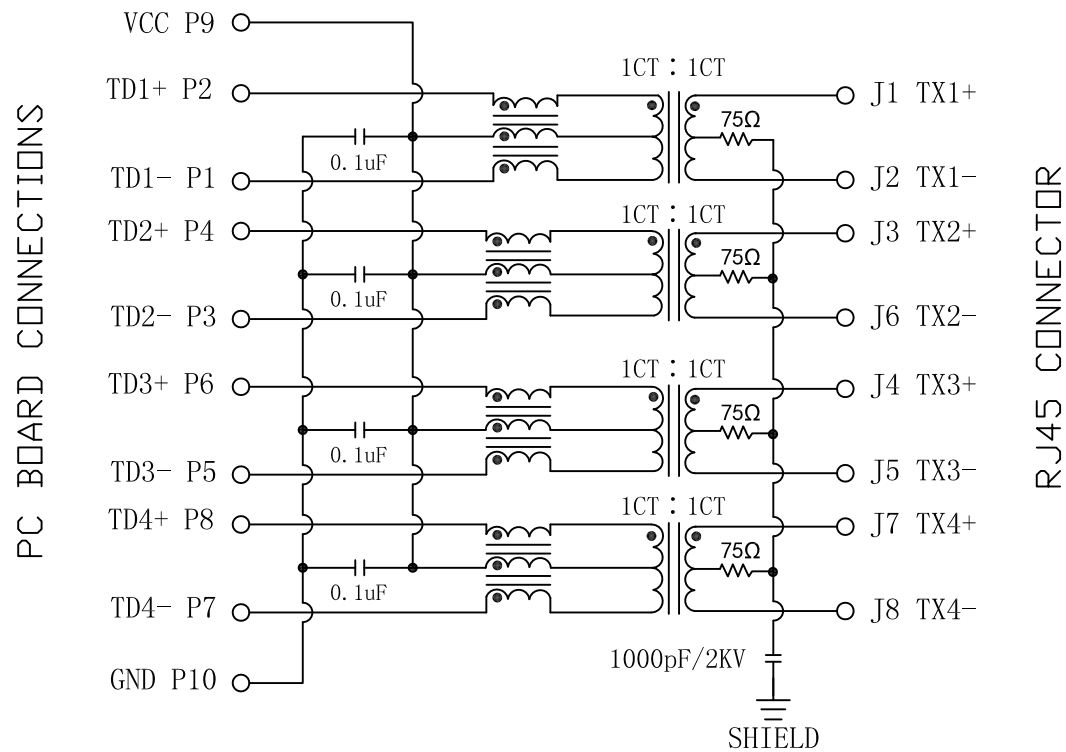 VCC P9
1CT : 1CT
TD1+ P2
J1 TX1+
75Ω
0.1uF
TD1- P1
J2 TX1-
1CT : 1CT
TD2+ P4
J3 TX2+
75Ω
0.1uF
TD2- P3
J6 TX2-
1CT : 1CT
TD3+ P6
J4 TX3+
75Ω
0.1uF
TD3- P5
J5 TX3-
1CT : 1CT
TD4+ P8
J7 TX4+
75Ω
0.1uF
TD4- P7
J8 TX4-
1000pF/2KV
GND P10
SHIELD
PC BOARD CONNECTIONS
RJ45 CONNECTOR